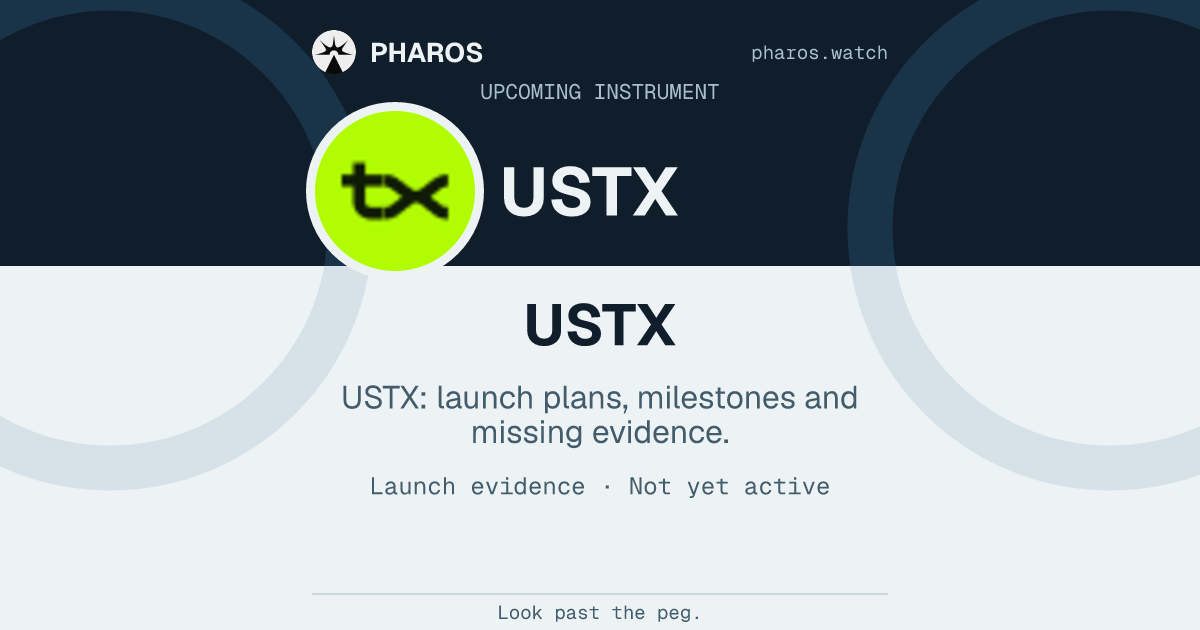 PHAROS
pharos.watch
UPCOMING INSTRUMENT
tx
USTX
USTX
USTX: launch plans, milestones and
missing evidence.
Launch evidence · Not yet active
Look past the peg.